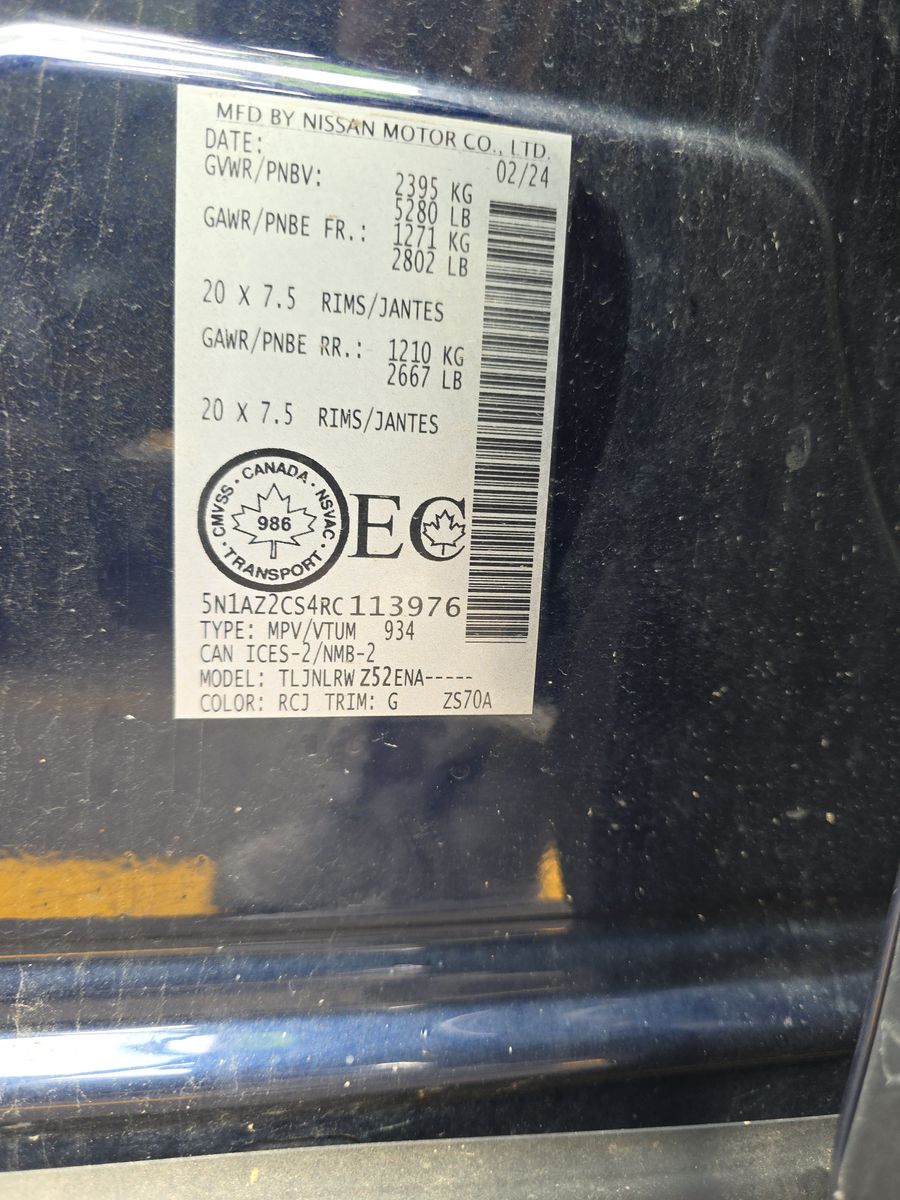 MFD BY NISSAN MOTOR CO., LTD.
DATE: 02/24
GVWR/PNBV: 2395 KG
5280 LB
GAWR/PNBE FR.: 1271 KG
2802 LB
20 X 7.5 RIMS/JANTES
GAWR/PNBE RR.: 1210 KG
2667 LB
20 X 7.5 RIMS/JANTES
CMVSS · CANADA · NSVAC · TRANSPORT ·
986
EC
5N1AZ2CS4RC113976
TYPE: MPV/VTUM 934
CAN ICES-2/NMB-2
MODEL: TLJNLRWZ52ENA-----
COLOR: RCJ TRIM: G ZS70A